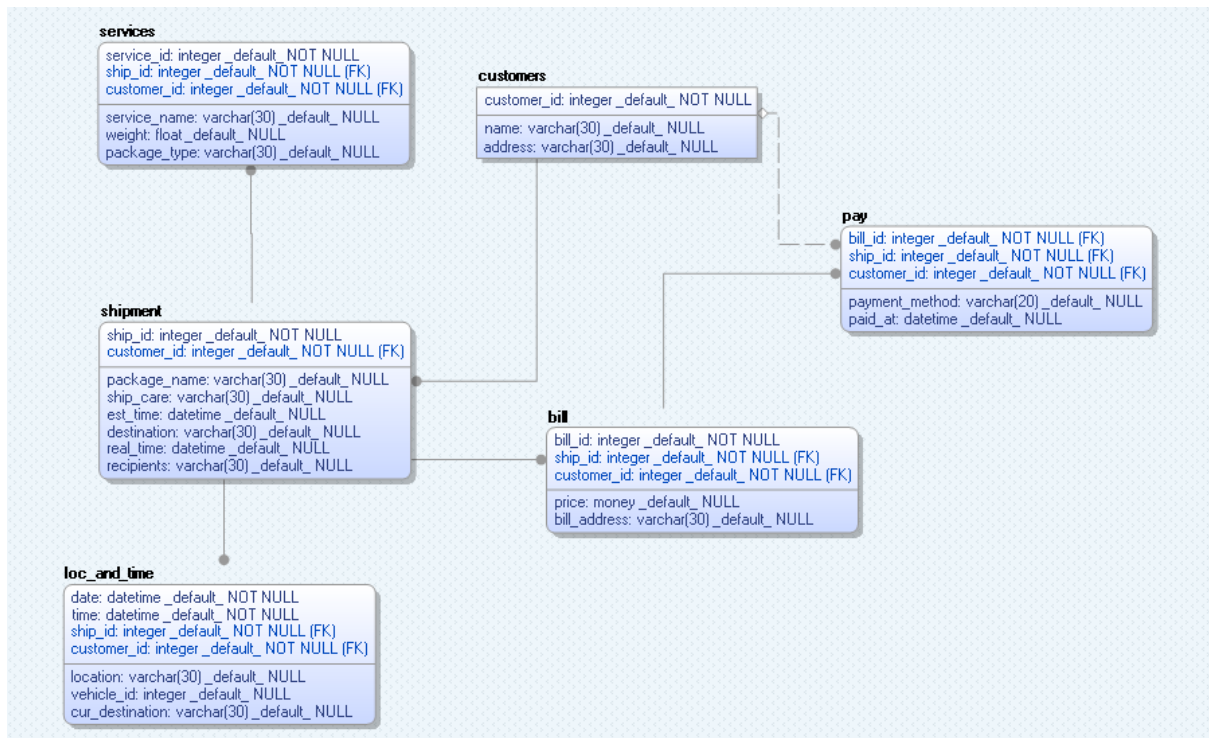 services
service_id: integer _default_ NOT NULL
ship_id: integer _default_ NOT NULL (FK)
customer_id: integer _default_ NOT NULL (FK)
service_name: varchar(30) _default_ NULL
weight: float _default_ NULL
package_type: varchar(30) _default_ NULL
customers
customer_id: integer _default_ NOT NULL
name: varchar(30) _default_ NULL
address: varchar(30) _default_ NULL
pay
bill_id: integer _default_ NOT NULL (FK)
ship_id: integer _default_ NOT NULL (FK)
customer_id: integer _default_ NOT NULL (FK)
payment_method: varchar(20) _default_ NULL
paid_at: datetime _default_ NULL
shipment
ship_id: integer _default_ NOT NULL
customer_id: integer _default_ NOT NULL (FK)
package_name: varchar(30) _default_ NULL
ship_care: varchar(30) _default_ NULL
est_time: datetime _default_ NULL
destination: varchar(30) _default_ NULL
real_time: datetime _default_ NULL
recipients: varchar(30) _default_ NULL
bill
bill_id: integer _default_ NOT NULL
ship_id: integer _default_ NOT NULL (FK)
customer_id: integer _default_ NOT NULL (FK)
price: money _default_ NULL
bill_address: varchar(30) _default_ NULL
loc_and_time
date: datetime _default_ NOT NULL
time: datetime _default_ NOT NULL
ship_id: integer _default_ NOT NULL (FK)
customer_id: integer _default_ NOT NULL (FK)
location: varchar(30) _default_ NULL
vehicle_id: integer _default_ NULL
cur_destination: varchar(30) _default_ NULL